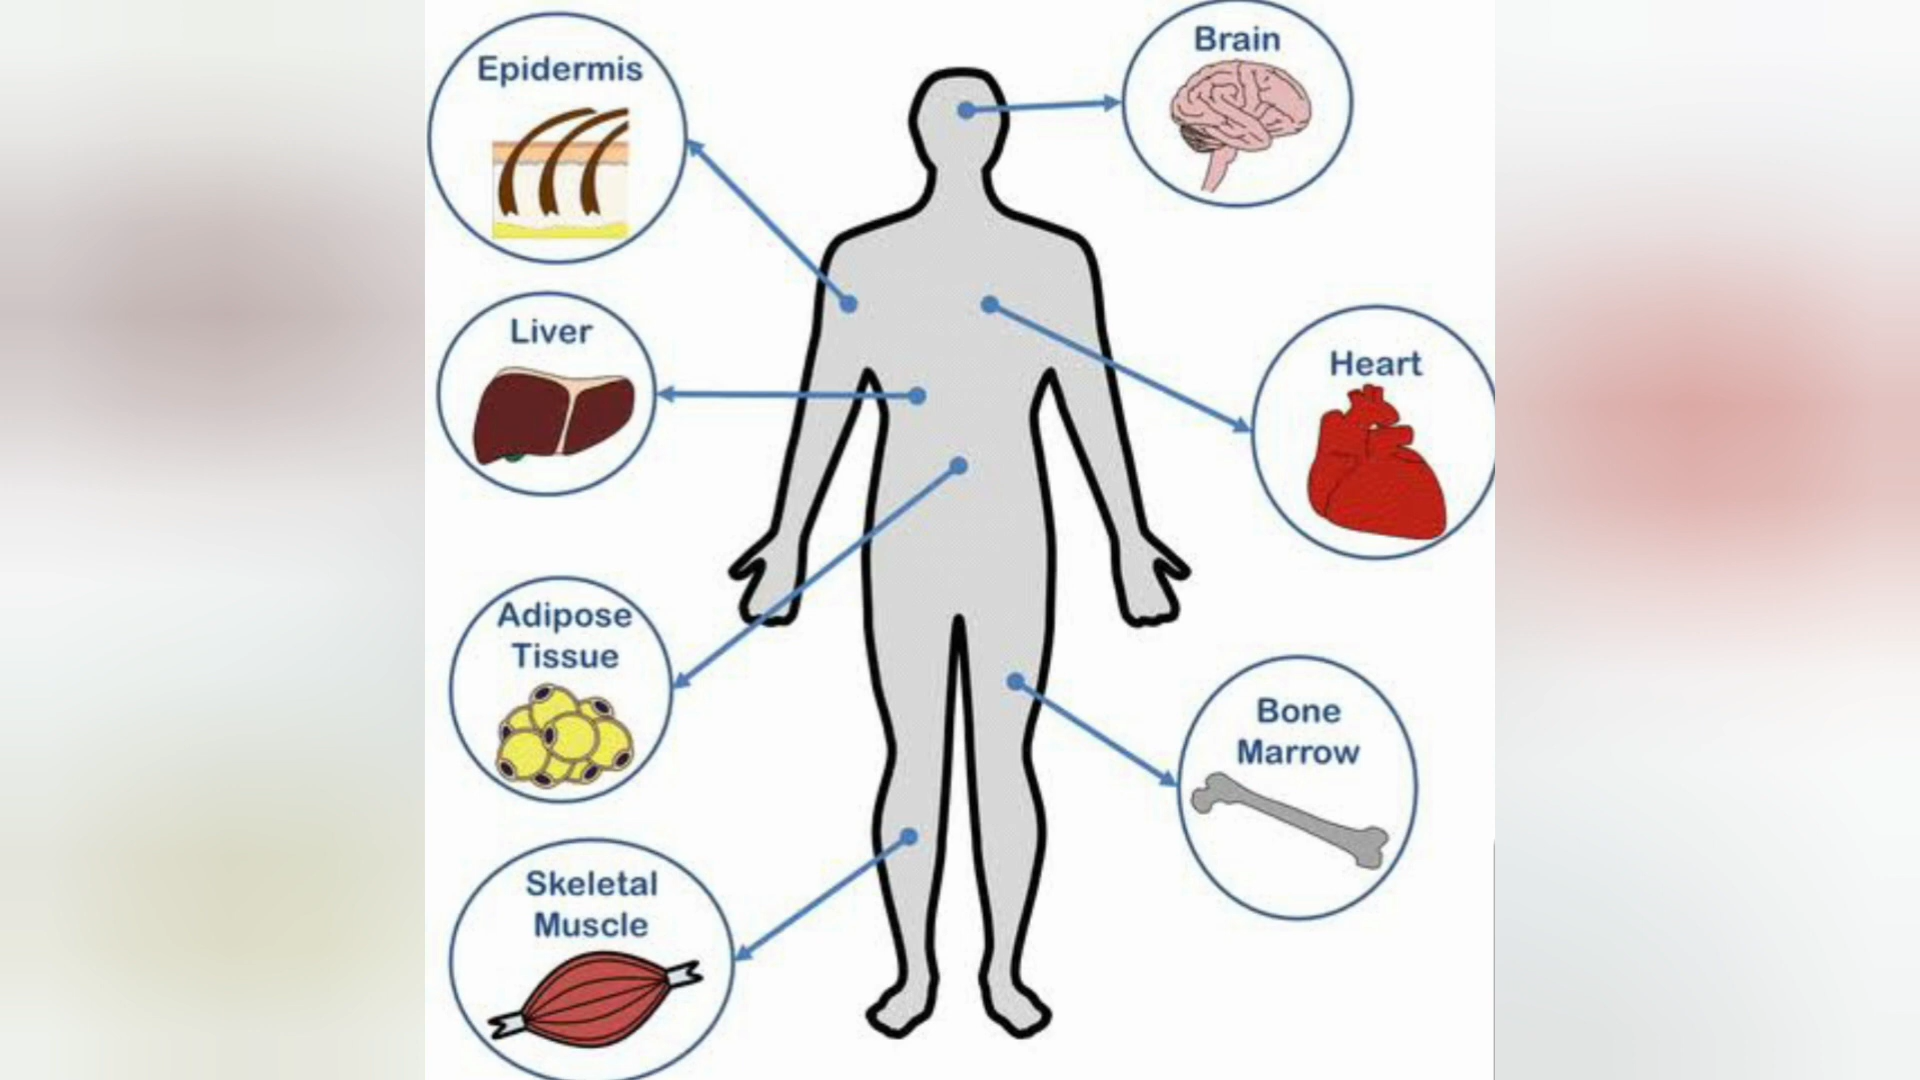 Epidermis
Brain
Liver
Heart
Adipose
Tissue
Bone
Marrow
Skeletal
Muscle